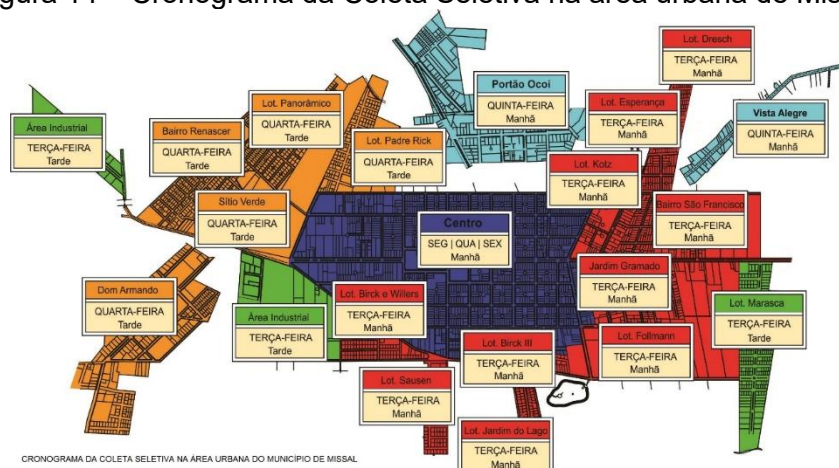 gura 11 – Cronograma da Coleta Seletiva na área urbana de Mis
Lot. Dresch
TERÇA-FEIRA
Manhã
Portão Ocoí
QUINTA-FEIRA
Manhã
Lot. Esperança
TERÇA-FEIRA
Manhã
Vista Alegre
QUINTA-FEIRA
Manhã
Lot. Panorâmico
QUARTA-FEIRA
Tarde
Área Industrial
TERÇA-FEIRA
Tarde
Bairro Renascer
QUARTA-FEIRA
Tarde
Lot. Padre Rick
QUARTA-FEIRA
Tarde
Lot. Kotz
TERÇA-FEIRA
Manhã
Sítio Verde
QUARTA-FEIRA
Tarde
Centro
SEG | QUA | SEX
Manhã
Bairro São Francisco
TERÇA-FEIRA
Manhã
Jardim Gramado
TERÇA-FEIRA
Manhã
Dom Armando
QUARTA-FEIRA
Tarde
Lot. Birck e Willers
TERÇA-FEIRA
Manhã
Área Industrial
TERÇA-FEIRA
Tarde
Lot. Marasca
TERÇA-FEIRA
Tarde
Lot. Birck III
TERÇA-FEIRA
Manhã
Lot. Follmann
TERÇA-FEIRA
Manhã
Lot. Sausen
TERÇA-FEIRA
Manhã
Lot. Jardim do Lago
TERÇA-FEIRA
Manhã
CRONOGRAMA DA COLETA SELETIVA NA ÁREA URBANA DO MUNICÍPIO DE MISSAL